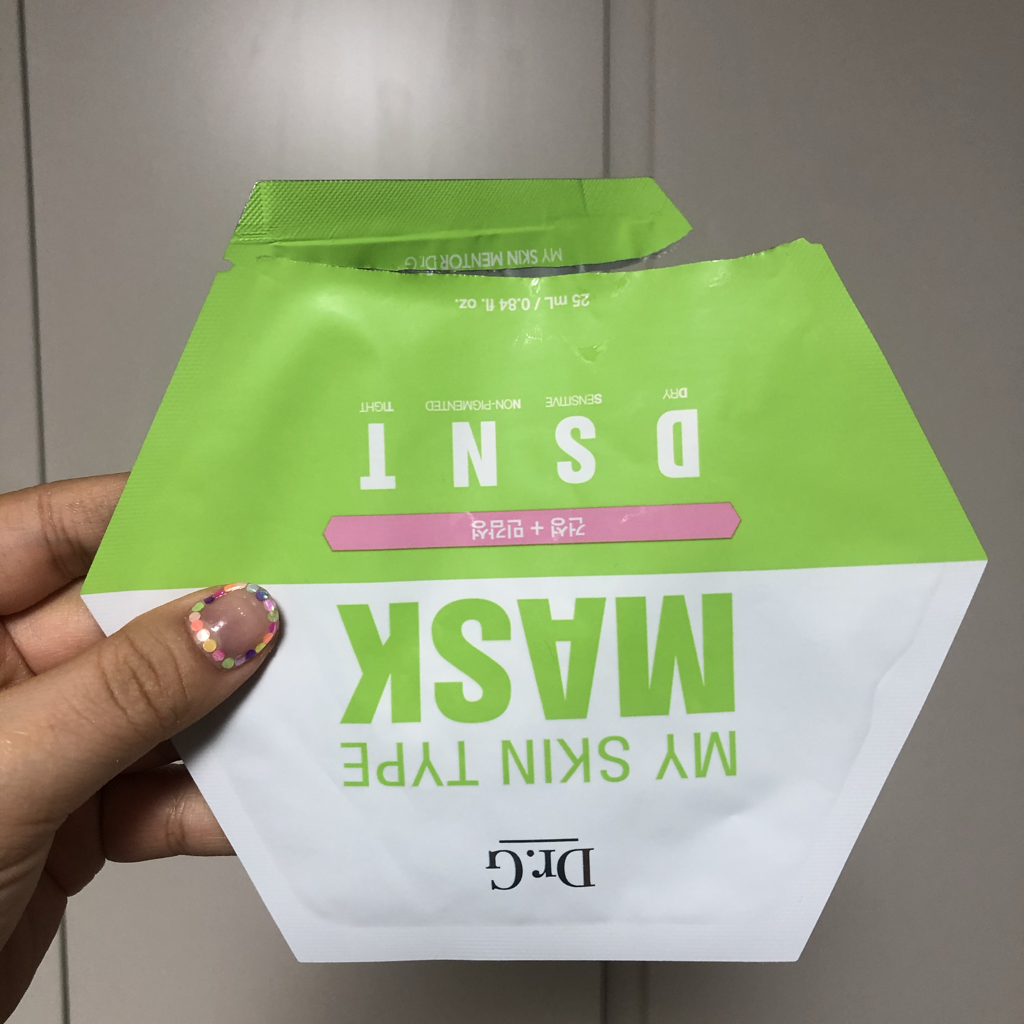 Dr.G
MY SKIN TYPE
MASK
건성 + 민감성
D S N T
DRY SENSITIVE NON-PIGMENTED TIGHT
25 mL / 0.84 fl. oz.
MY SKIN MENTOR Dr.G